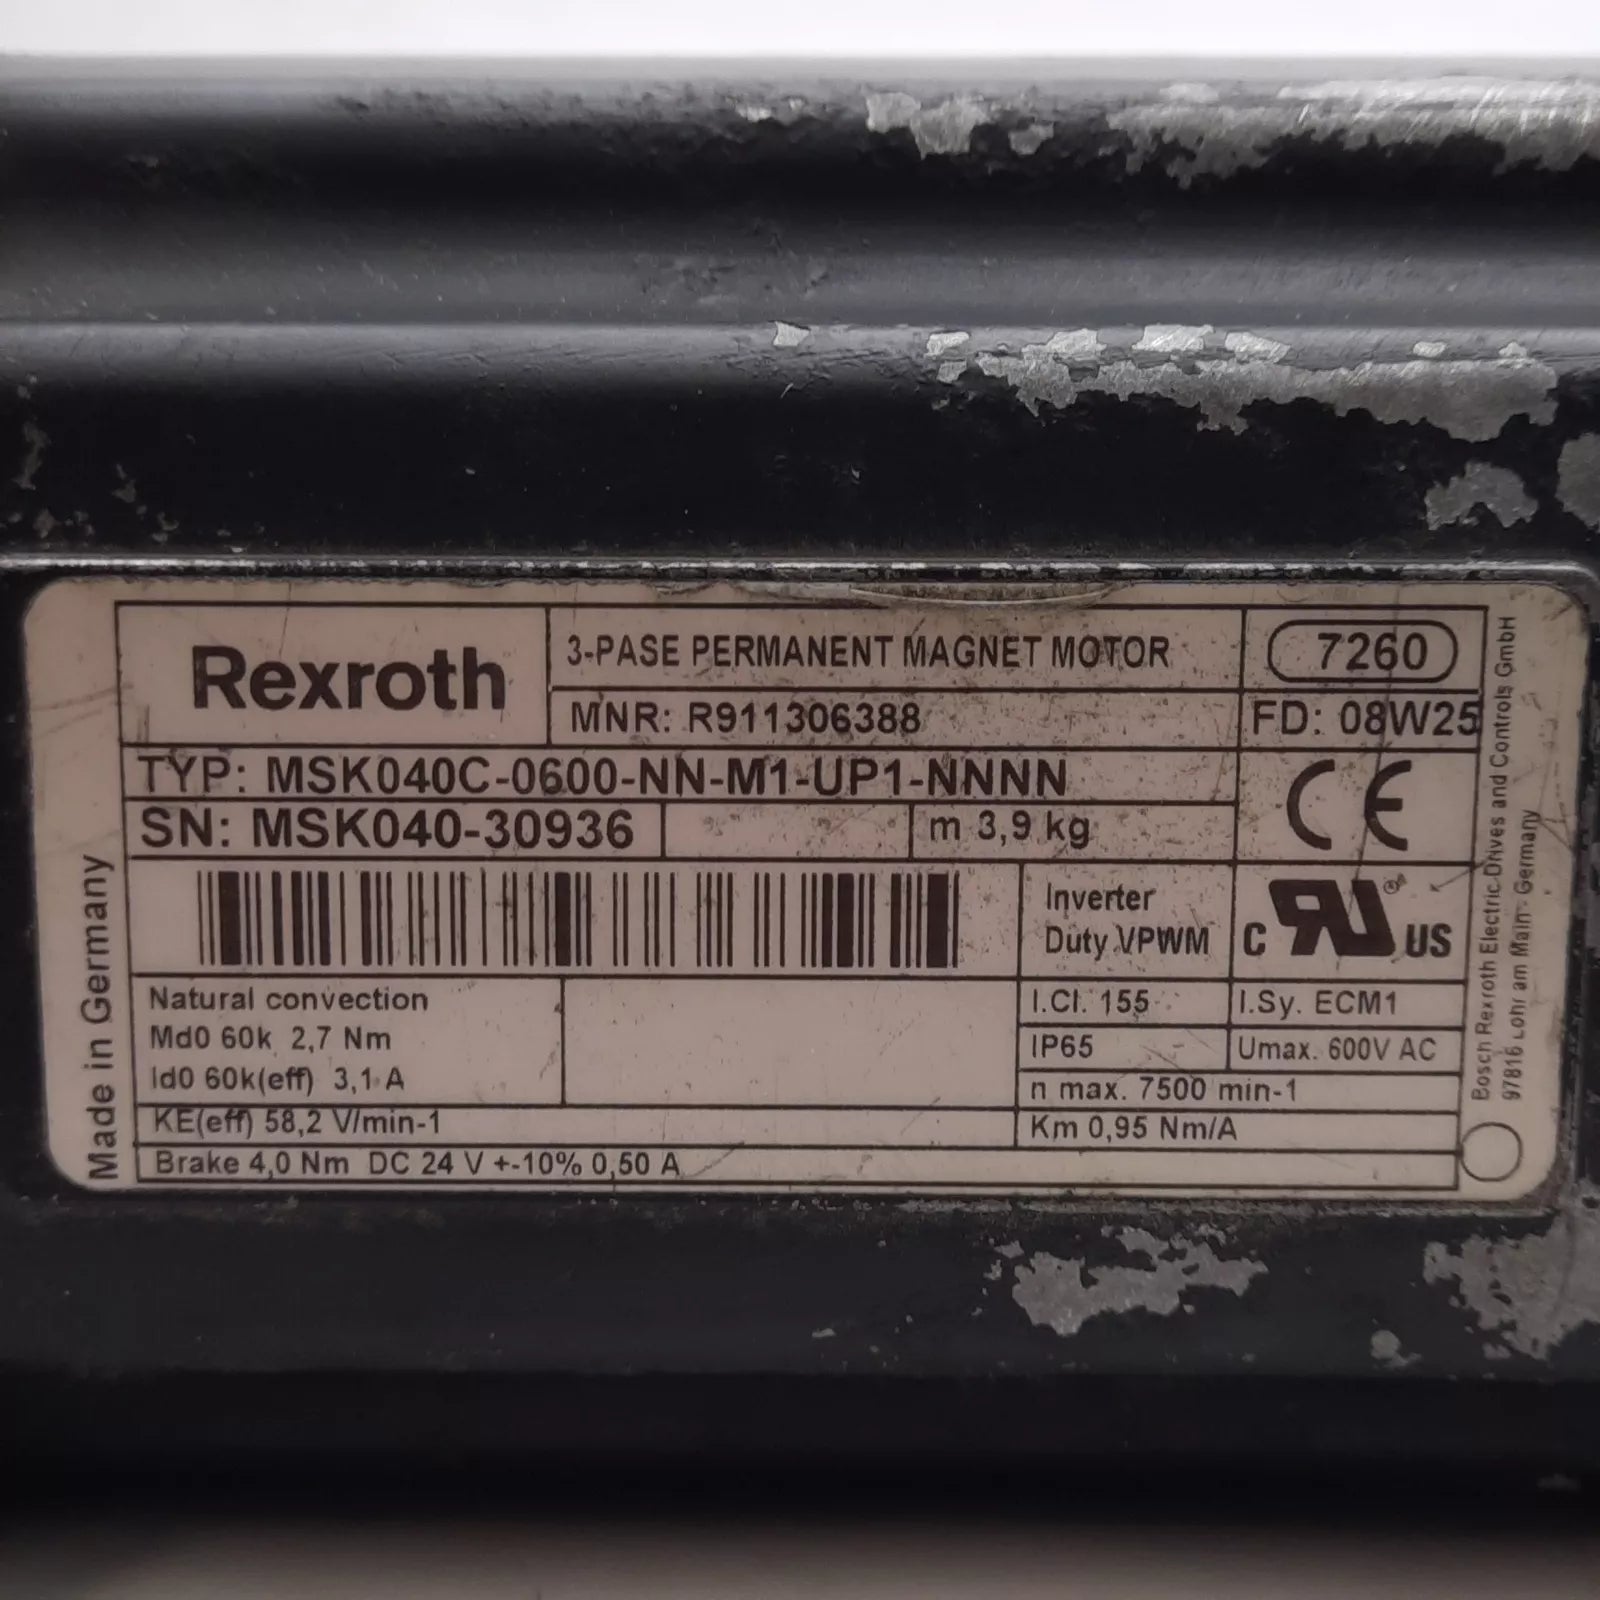 Rexroth
3-PASE PERMANENT MAGNET MOTOR
7260
MNR: R911306388
FD: 08W25
TYP: MSK040C-0600-NN-M1-UP1-NNNN
CE
SN: MSK040-30936
m 3,9 kg
Inverter
Duty VPWM
C RU® US
Natural convection
Md0 60k 2,7 Nm
Id0 60k(eff) 3,1 A
I.Cl. 155
I.Sy. ECM1
IP65
Umax. 600V AC
n max. 7500 min-1
KE(eff) 58,2 V/min-1
Km 0,95 Nm/A
Brake 4,0 Nm DC 24 V +-10% 0,50 A
Made in Germany
Bosch Rexroth Electric Drives and Controls GmbH
97816 Lohr am Main - Germany